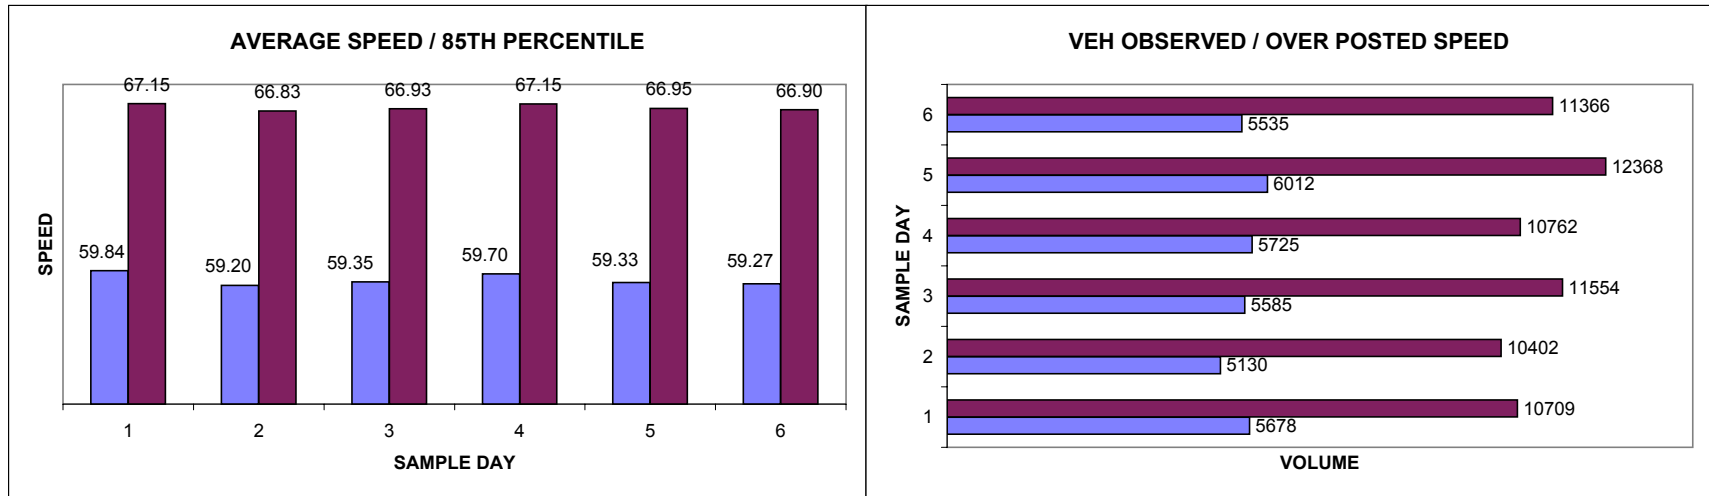 AVERAGE SPEED / 85TH PERCENTILE
67.15 66.83 66.93 67.15 66.95 66.90
59.84 59.20 59.35 59.70 59.33 59.27
SPEED
1 2 3 4 5 6
SAMPLE DAY
VEH OBSERVED / OVER POSTED SPEED
SAMPLE DAY
6 11366
5535
5 12368
6012
4 10762
5725
3 11554
5585
2 10402
5130
1 10709
5678
VOLUME